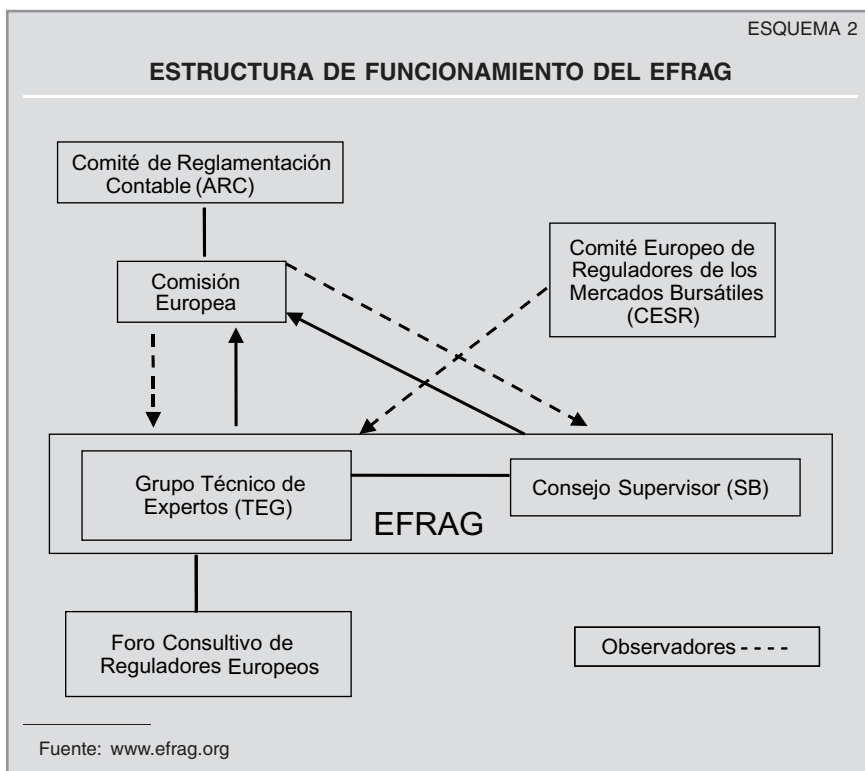 ESQUEMA 2
ESTRUCTURA DE FUNCIONAMIENTO DEL EFRAG
Comité de Reglamentación
Contable (ARC)
Comisión
Europea
Comité Europeo de
Reguladores de los
Mercados Bursátiles
(CESR)
Grupo Técnico de
Expertos (TEG)
Consejo Supervisor (SB)
EFRAG
Foro Consultivo de
Reguladores Europeos
Observadores - - - -
Fuente: www.efrag.org